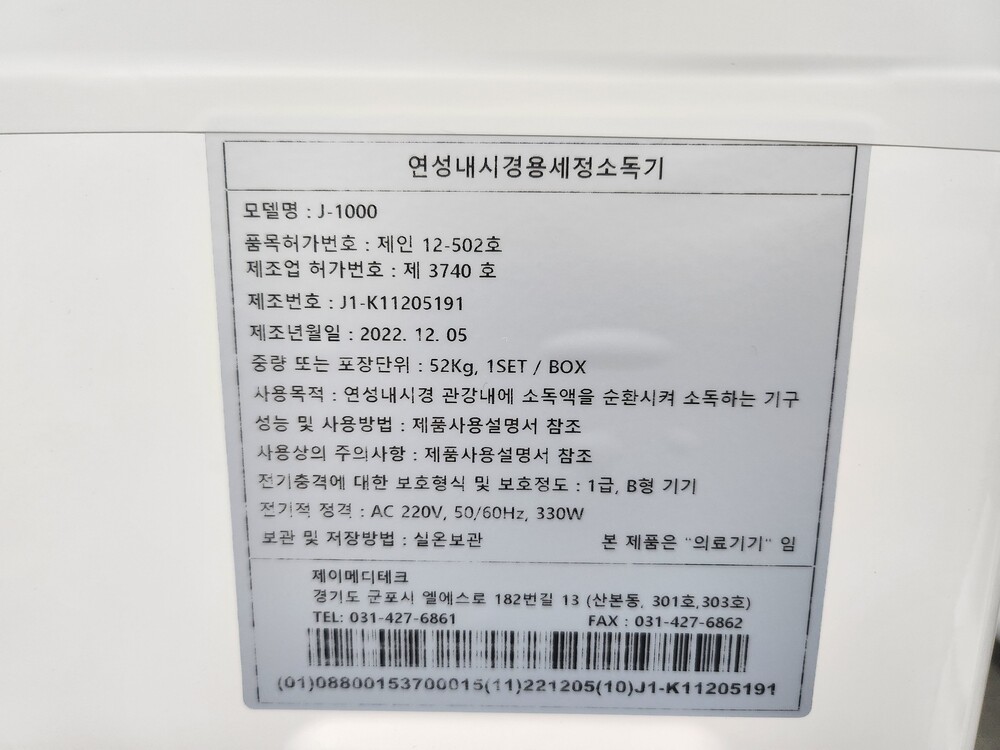 연성내시경용세정소독기
모델명 : J-1000
품목허가번호 : 제인 12-502호
제조업 허가번호 : 제 3740 호
제조번호 : J1-K11205191
제조년월일 : 2022. 12. 05
중량 또는 포장단위 : 52Kg, 1SET / BOX
사용목적 : 연성내시경 관강내에 소독액을 순환시켜 소독하는 기구
성능 및 사용방법 : 제품사용설명서 참조
사용상의 주의사항 : 제품사용설명서 참조
전기충격에 대한 보호형식 및 보호정도 : 1급, B형 기기
전기적 정격 : AC 220V, 50/60Hz, 330W
보관 및 저장방법 : 실온보관 본 제품은 "의료기기" 임
제이메디테크
경기도 군포시 엘에스로 182번길 13 (산본동, 301호,303호)
TEL: 031-427-6861 FAX : 031-427-6862
(01)08800153700015(11)221205(10)J1-K11205191